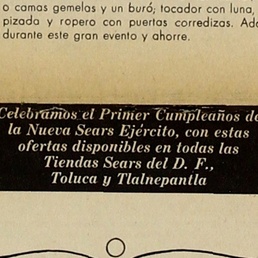 o camas gemelas y un buró; tocador con luna,
pizada y ropero con puertas corredizas. Ado
durante este gran evento y ahorre.
Celebramos el Primer Cumpleaños de
la Nueva Sears Ejército, con estas
ofertas disponibles en todas las
Tiendas Sears del D. F.,
Toluca y Tlalnepantla